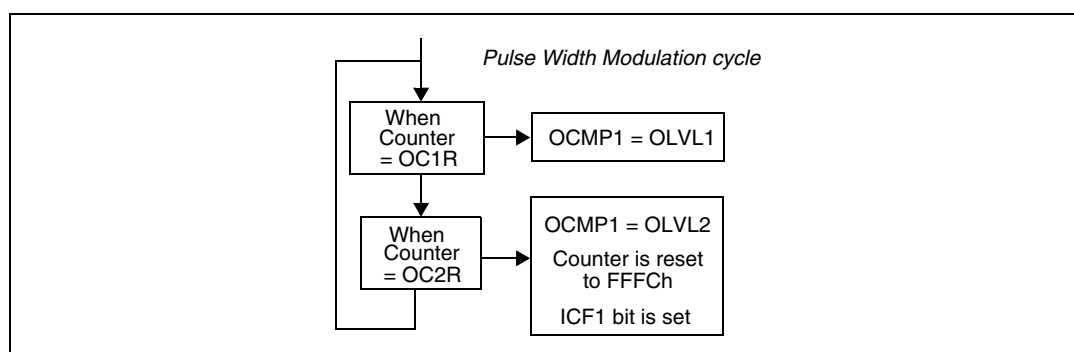 Pulse Width Modulation cycle
When
Counter
= OC1R
OCMP1 = OLVL1
When
Counter
= OC2R
OCMP1 = OLVL2
Counter is reset
to FFFCh
ICF1 bit is set